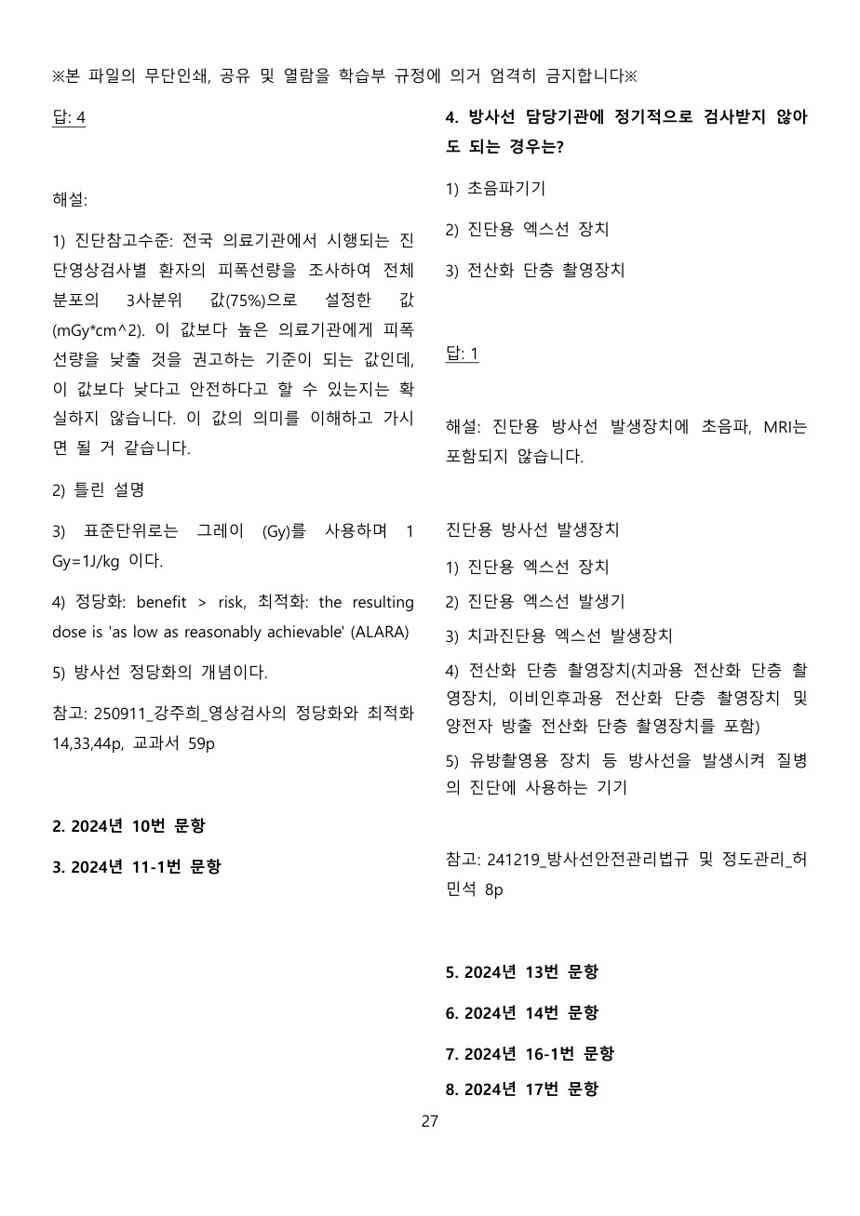 ※본 파일의 무단인쇄, 공유 및 열람을 학습부 규정에 의거 엄격히 금지합니다※
답: 4
해설:
1) 진단참고수준: 전국 의료기관에서 시행되는 진
단영상검사별 환자의 피폭선량을 조사하여 전체
분포의 3사분위 값(75%)으로 설정한 값
(mGy*cm^2). 이 값보다 높은 의료기관에게 피폭
선량을 낮출 것을 권고하는 기준이 되는 값인데,
이 값보다 낮다고 안전하다고 할 수 있는지는 확
실하지 않습니다. 이 값의 의미를 이해하고 가시
면 될 거 같습니다.
2) 틀린 설명
3) 표준단위로는 그레이 (Gy)를 사용하며 1
Gy=1J/kg 이다.
4) 정당화: benefit > risk, 최적화: the resulting
dose is 'as low as reasonably achievable' (ALARA)
5) 방사선 정당화의 개념이다.
참고: 250911_강주희_영상검사의 정당화와 최적화
14,33,44p, 교과서 59p
2. 2024년 10번 문항
3. 2024년 11-1번 문항
4. 방사선 담당기관에 정기적으로 검사받지 않아
도 되는 경우는?
1) 초음파기기
2) 진단용 엑스선 장치
3) 전산화 단층 촬영장치
답: 1
해설: 진단용 방사선 발생장치에 초음파, MRI는
포함되지 않습니다.
진단용 방사선 발생장치
1) 진단용 엑스선 장치
2) 진단용 엑스선 발생기
3) 치과진단용 엑스선 발생장치
4) 전산화 단층 촬영장치(치과용 전산화 단층 촬
영장치, 이비인후과용 전산화 단층 촬영장치 및
양전자 방출 전산화 단층 촬영장치를 포함)
5) 유방촬영용 장치 등 방사선을 발생시켜 질병
의 진단에 사용하는 기기
참고: 241219_방사선안전관리법규 및 정도관리_허
민석 8p
5. 2024년 13번 문항
6. 2024년 14번 문항
7. 2024년 16-1번 문항
8. 2024년 17번 문항
27